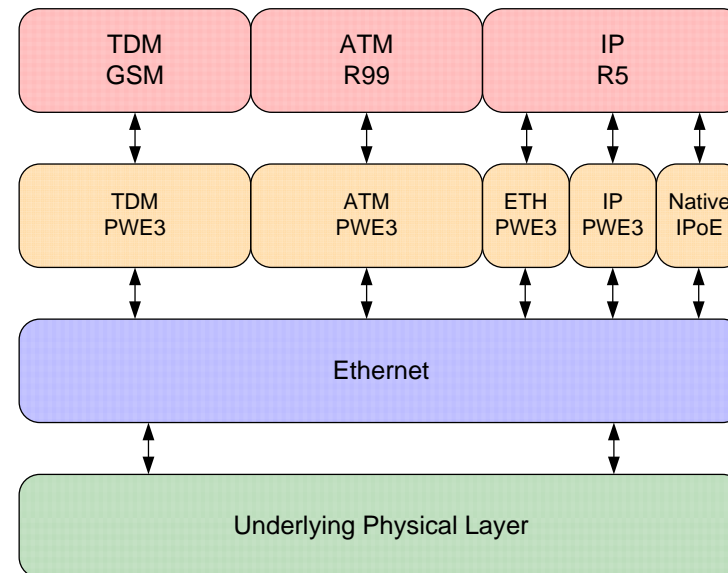 TDM
GSM
ATM
R99
IP
R5
TDM
PWE3
ATM
PWE3
ETH
PWE3
IP
PWE3
Native
IPoE
Ethernet
Underlying Physical Layer